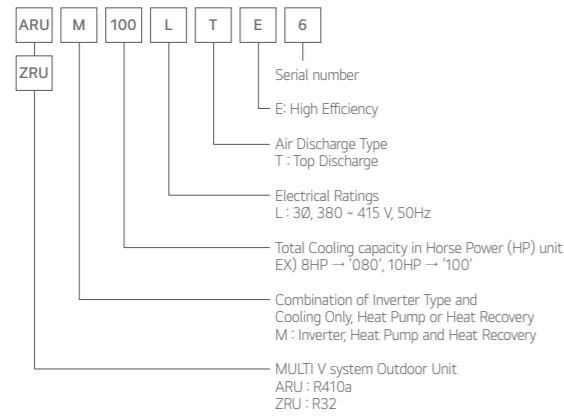 ARU M 100 L T E 6
ZRU
Serial number
E: High Efficiency
Air Discharge Type
T : Top Discharge
Electrical Ratings
L : 3Ø, 380 ~ 415 V, 50Hz
Total Cooling capacity in Horse Power (HP) unit
EX) 8HP → '080', 10HP → '100'
Combination of Inverter Type and
Cooling Only, Heat Pump or Heat Recovery
M : Inverter, Heat Pump and Heat Recovery
MULTI V system Outdoor Unit
ARU : R410a
ZRU : R32